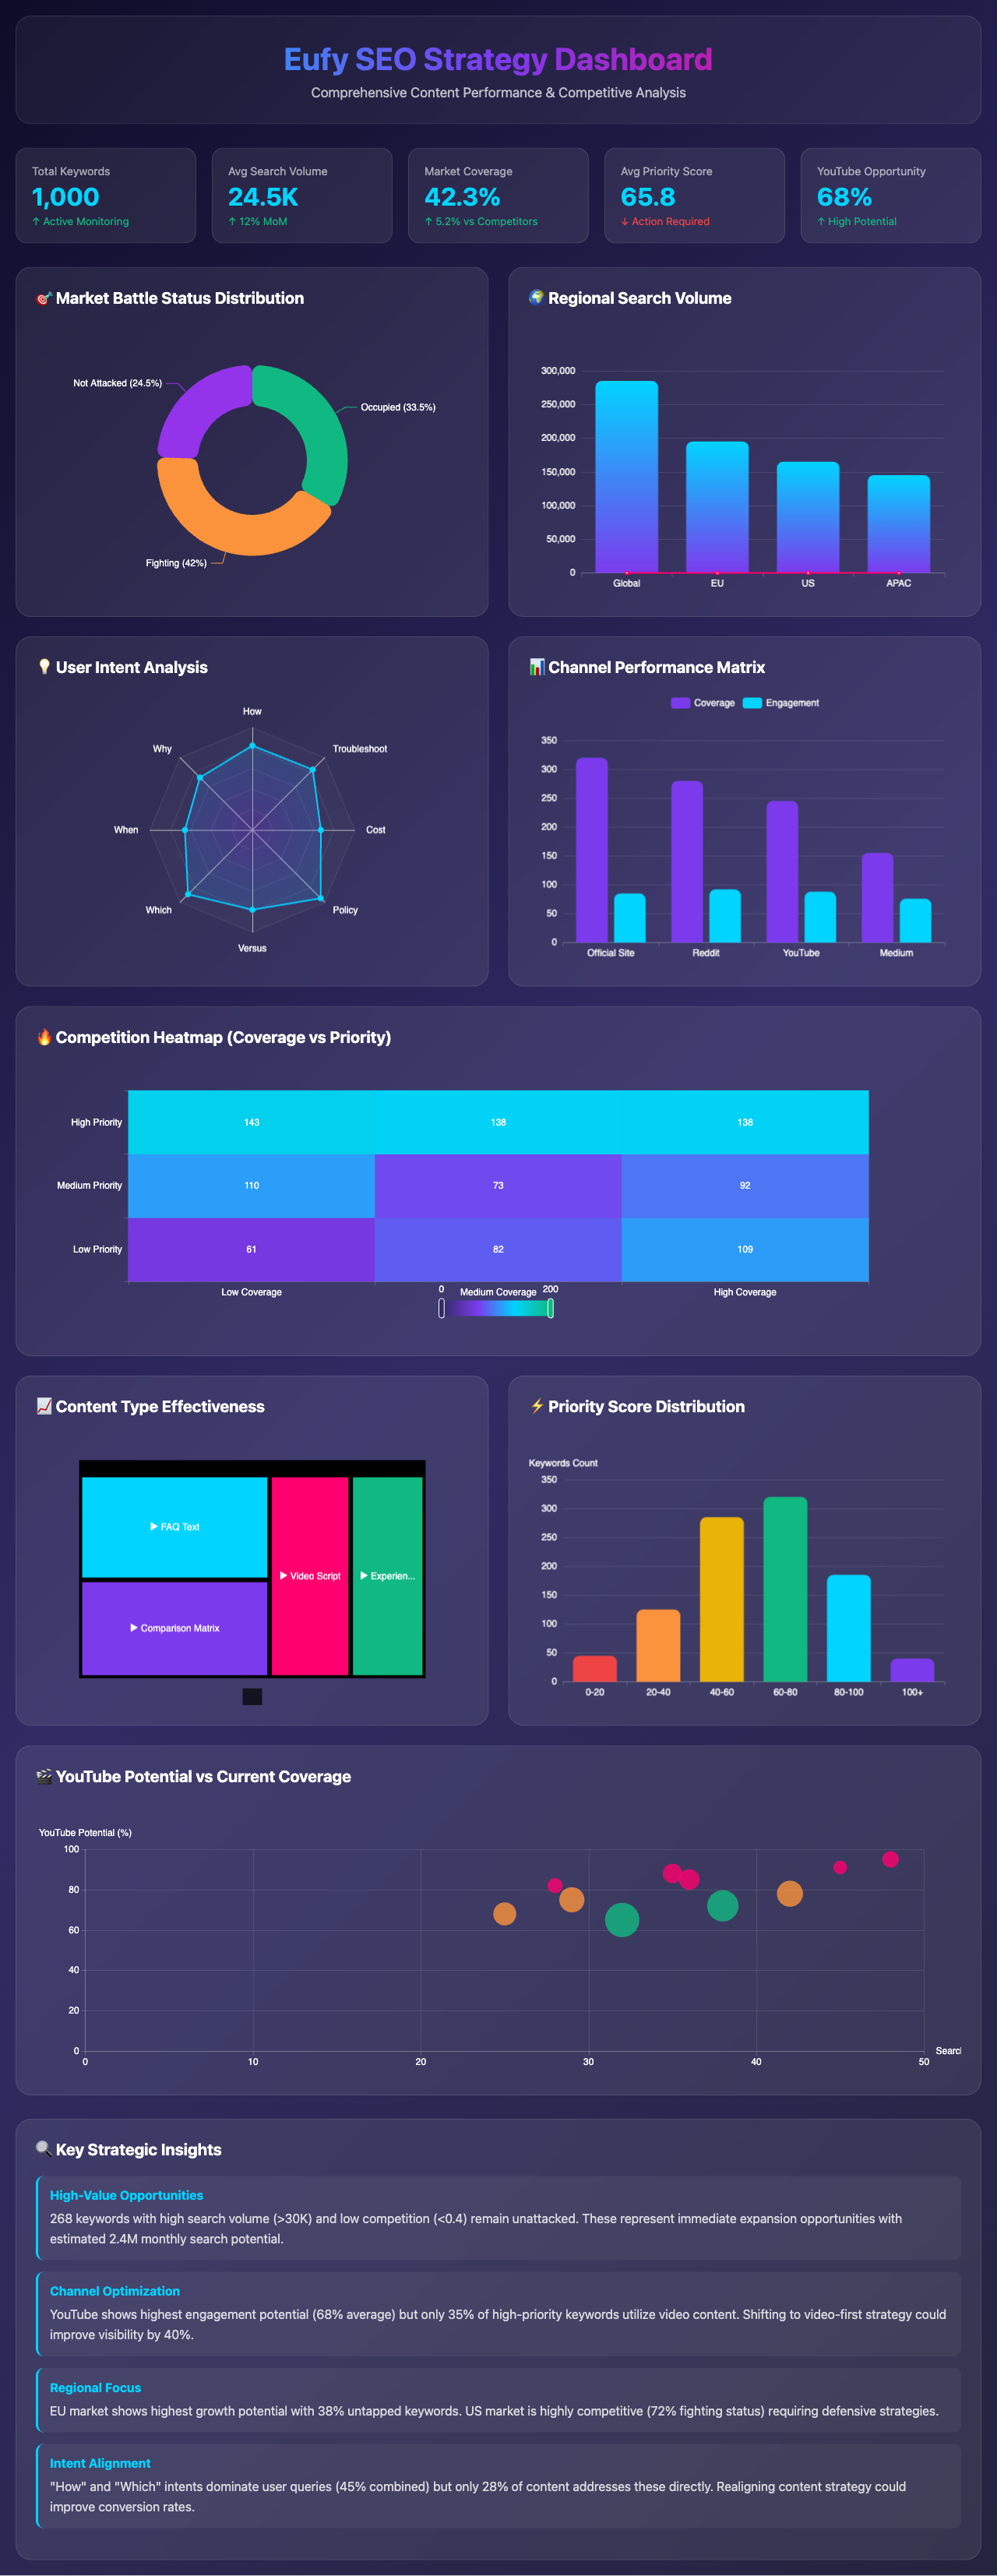 Eufy SEO Strategy Dashboard
Comprehensive Content Performance & Competitive Analysis
Total Keywords
1,000
↑ Active Monitoring
Avg Search Volume
24.5K
↑ 12% MoM
Market Coverage
42.3%
↑ 5.2% vs Competitors
Avg Priority Score
65.8
↓ Action Required
YouTube Opportunity
68%
↑ High Potential
🎯 Market Battle Status Distribution
Not Attacked (24.5%)
Occupied (33.5%)
Fighting (42%)
🌍 Regional Search Volume
300,000
250,000
200,000
150,000
100,000
50,000
0
Global EU US APAC
💡 User Intent Analysis
How
Why Troubleshoot
When Cost
Which Policy
Versus
📊 Channel Performance Matrix
Coverage Engagement
350
300
250
200
150
100
50
0
Official Site Reddit YouTube Medium
🔥 Competition Heatmap (Coverage vs Priority)
High Priority 143 138 138
Medium Priority 110 73 92
Low Priority 61 82 109
Low Coverage Medium Coverage High Coverage
0 200
📈 Content Type Effectiveness
▶ FAQ Text
▶ Video Script
▶ Experien...
▶ Comparison Matrix
⚡ Priority Score Distribution
Keywords Count
350
300
250
200
150
100
50
0
0-20 20-40 40-60 60-80 80-100 100+
🎬 YouTube Potential vs Current Coverage
YouTube Potential (%)
100
80
60
40
20
0
0 10 20 30 40 50
Searc
🔍 Key Strategic Insights
High-Value Opportunities
268 keywords with high search volume (>30K) and low competition (<0.4) remain unattacked. These represent immediate expansion opportunities with
estimated 2.4M monthly search potential.
Channel Optimization
YouTube shows highest engagement potential (68% average) but only 35% of high-priority keywords utilize video content. Shifting to video-first strategy could
improve visibility by 40%.
Regional Focus
EU market shows highest growth potential with 38% untapped keywords. US market is highly competitive (72% fighting status) requiring defensive strategies.
Intent Alignment
"How" and "Which" intents dominate user queries (45% combined) but only 28% of content addresses these directly. Realigning content strategy could
improve conversion rates.